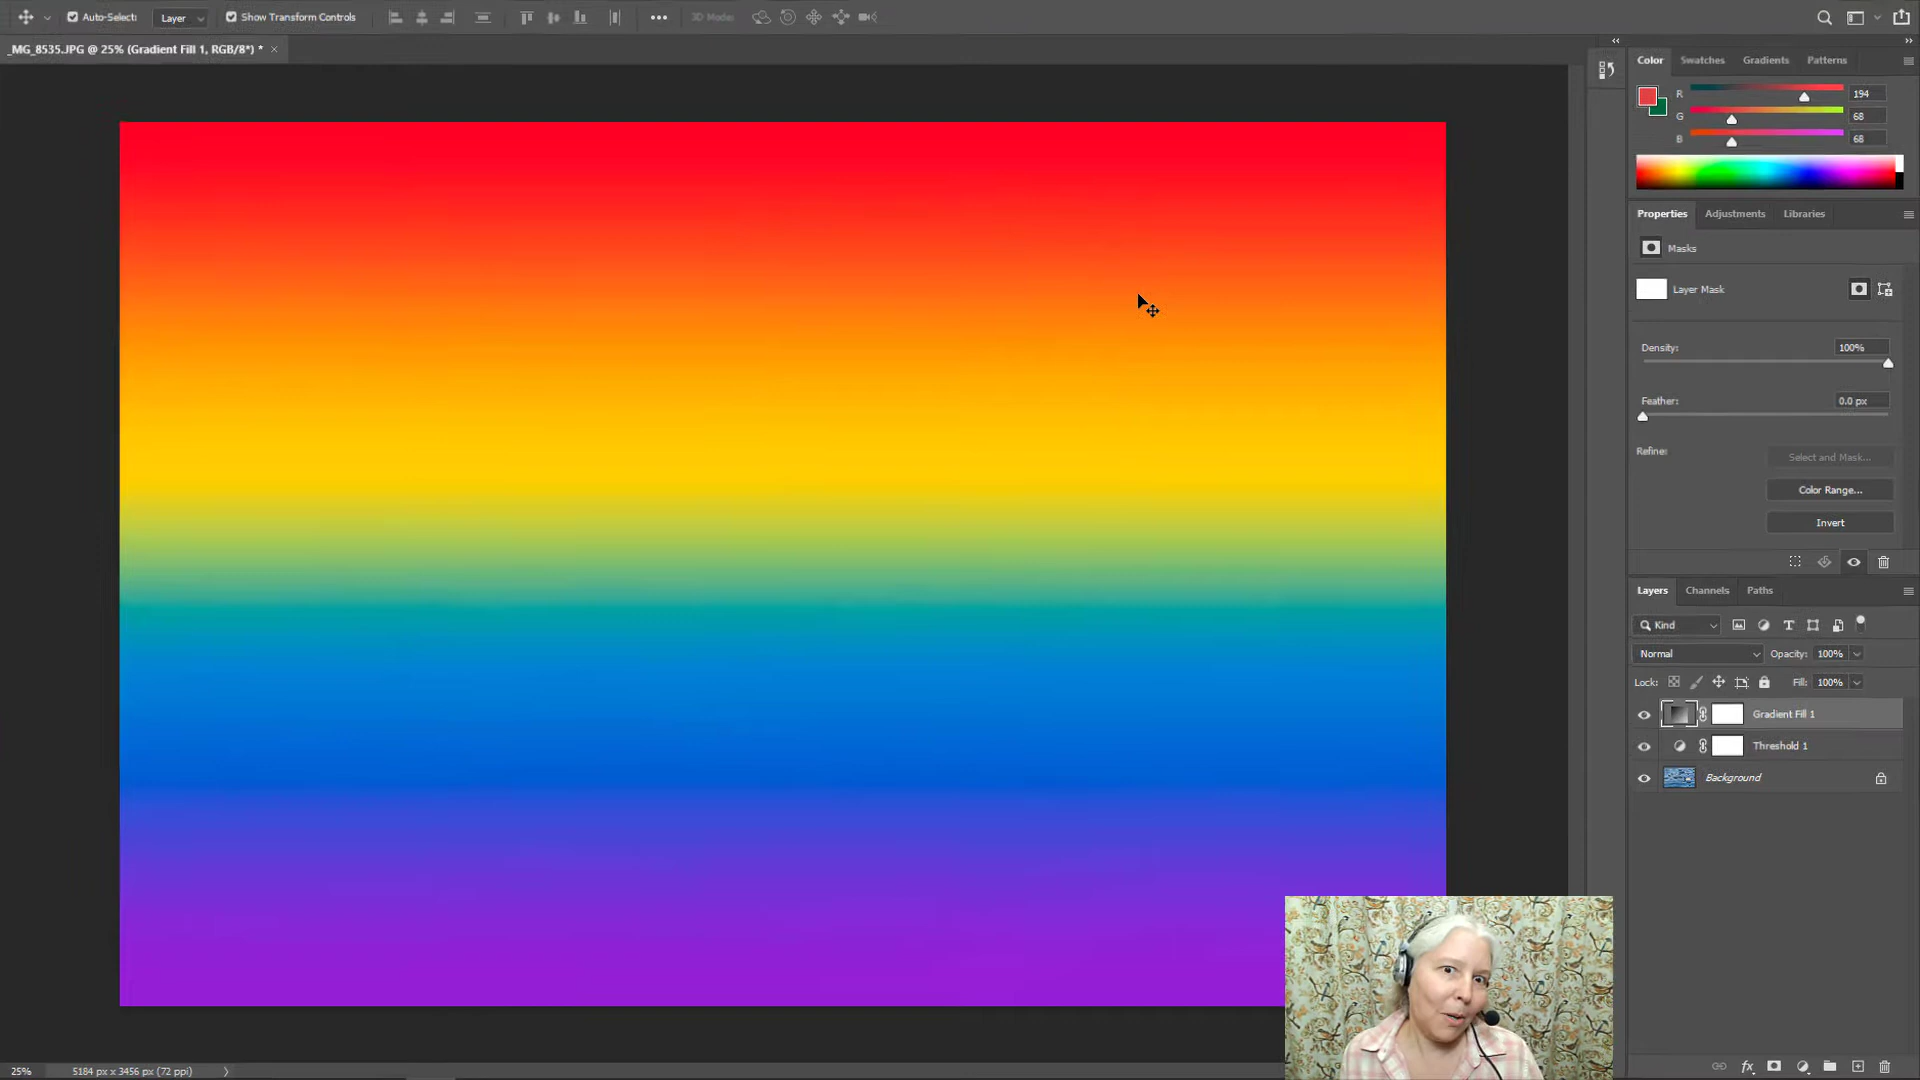 Auto-Select: Layer Show Transform Controls 3D Mode:
_MG_8535.JPG @ 25% (Gradient Fill 1, RGB/8*) *
Color Swatches Gradients Patterns
R 194
G 68
B 68
Properties Adjustments Libraries
Masks
Layer Mask
Density: 100%
Feather: 0.0 px
Refine: Select and Mask...
Color Range...
Invert
Layers Channels Paths
Kind
Normal Opacity: 100%
Lock: Fill: 100%
Gradient Fill 1
Threshold 1
Background
fx
25% 5184 px x 3456 px (72 ppi)